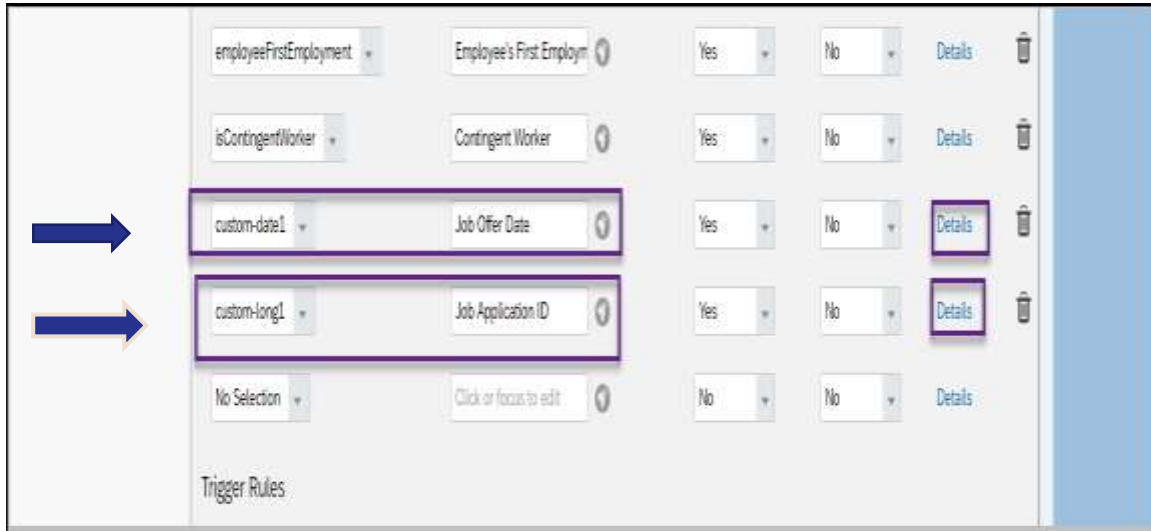 employeeFirstEmployment Employee's First Employm Yes No Details
isContingentWorker Contingent Worker Yes No Details
custom-date1 Job Offer Date Yes No Details
custom-long1 Job Application ID Yes No Details
No Selection Click or focus to edit No No Details
Trigger Rules